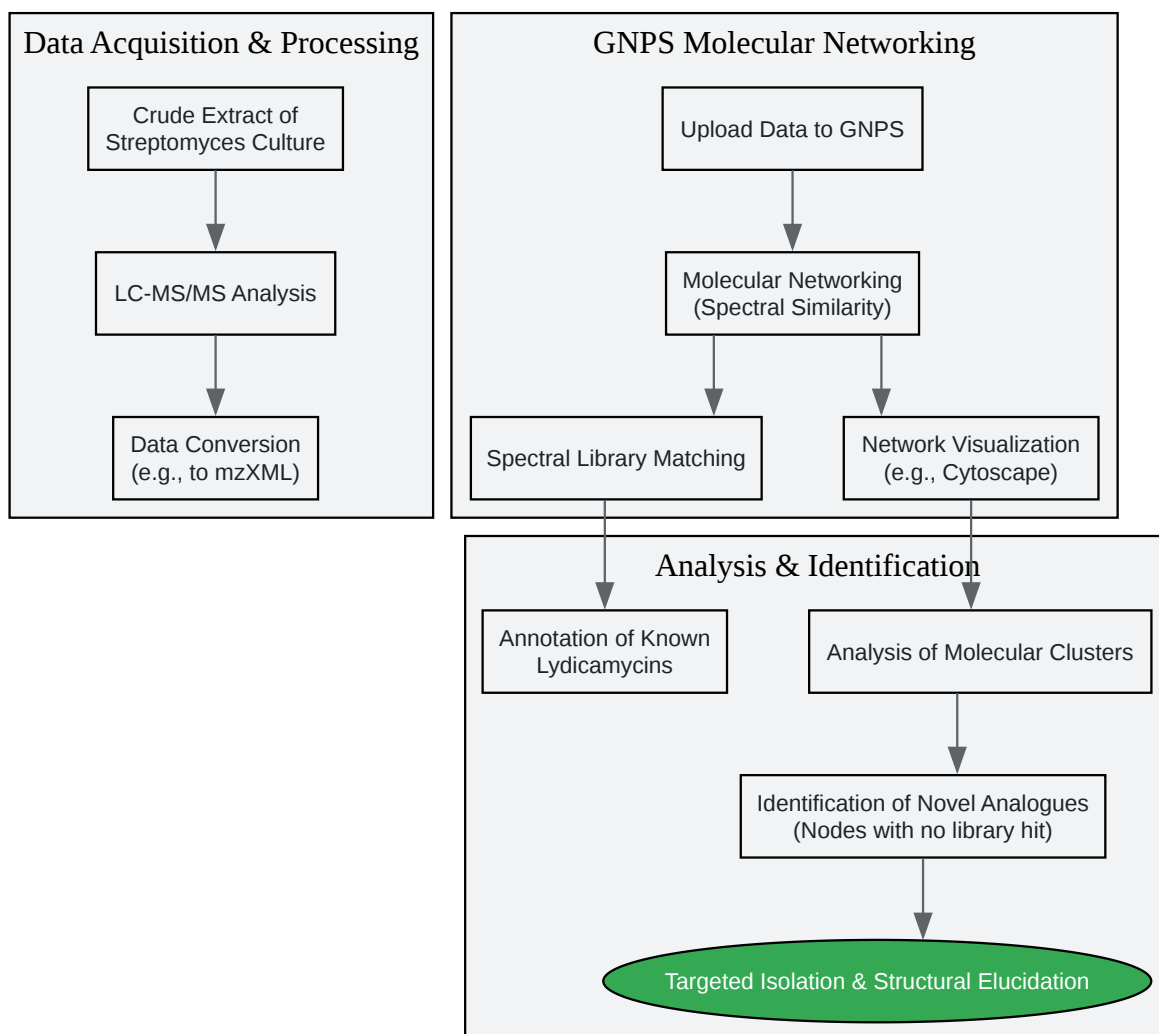 Data Acquisition & Processing
Crude Extract of
Streptomyces Culture
LC-MS/MS Analysis
Data Conversion
(e.g., to mzXML)
GNPS Molecular Networking
Upload Data to GNPS
Molecular Networking
(Spectral Similarity)
Spectral Library Matching
Network Visualization
(e.g., Cytoscape)
Analysis & Identification
Annotation of Known
Lydicamycins
Analysis of Molecular Clusters
Identification of Novel Analogues
(Nodes with no library hit)
Targeted Isolation & Structural Elucidation